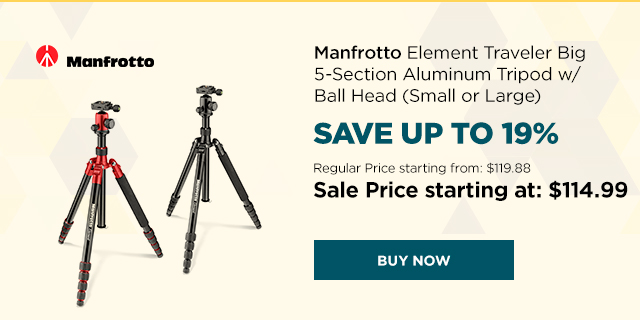 Manfrotto
Manfrotto Element Traveler Big
5-Section Aluminum Tripod w/
Ball Head (Small or Large)
SAVE UP TO 19%
Regular Price starting from: $119.88
Sale Price starting at: $114.99
BUY NOW